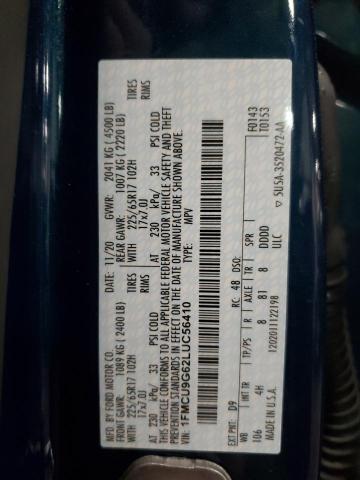 MFD. BY FORD MOTOR CO.
DATE: 11/20 GVWR: 2041 KG ( 4500 LB)
FRONT GAWR: 1089 KG ( 2400 LB) REAR GAWR: 1007 KG ( 2220 LB)
WITH 225/65R17 102H TIRES WITH 225/65R17 102H TIRES
17x7.0J RIMS 17x7.0J RIMS
AT 230 kPa/ 33 PSI COLD AT 230 kPa/ 33 PSI COLD
THIS VEHICLE CONFORMS TO ALL APPLICABLE FEDERAL MOTOR VEHICLE SAFETY AND THEFT
PREVENTION STANDARDS IN EFFECT ON THE DATE OF MANUFACTURE SHOWN ABOVE.
VIN: 1FMCU9G62LUC56410 TYPE: MPV
F0143
T0153
EXT PNT: D9 RC: 48 DSO:
WB INT TR TP/PS R AXLE TR SPR
106 4H 8 81 8 DDDD
MADE IN U.S.A. ULC
1202011122198
▽ 5U5A-3520472-AA